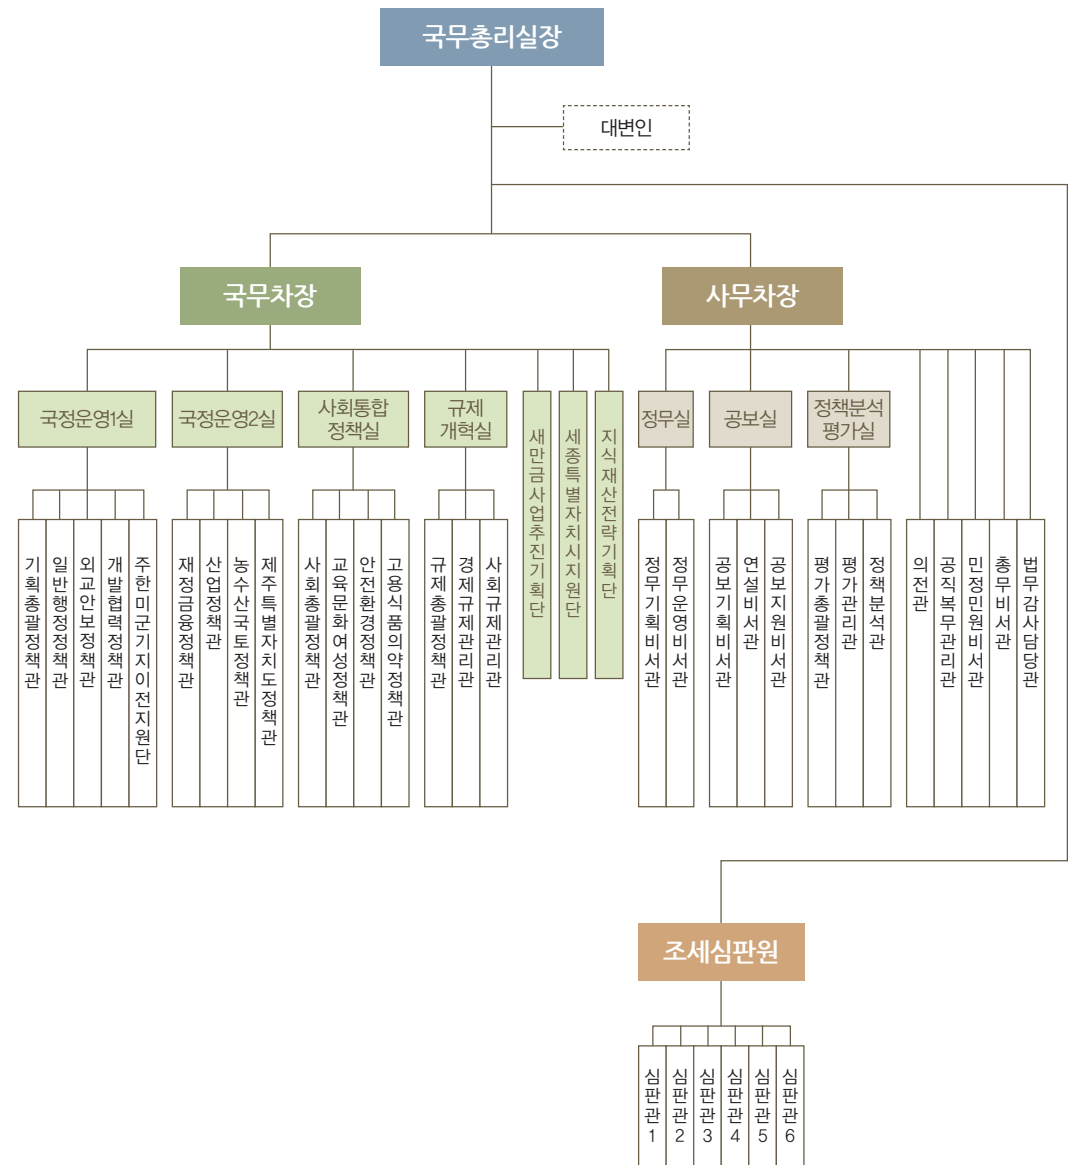 국무총리실장
대변인
국무차장
사무차장
국정운영1실
국정운영2실
사회통합
정책실
규제
개혁실
새만금사업추진기획단
세종특별자치시지원단
지식재산전략기획단
정무실
공보실
정책분석
평가실
기획총괄정책관
일반행정정책관
외교안보정책관
개발협력정책관
주한미군기지이전지원단
재정금융정책관
산업정책관
농수산국토정책관
제주특별자치도정책관
사회총괄정책관
교육문화여성정책관
안전환경정책관
고용식품의약정책관
규제총괄정책관
경제규제관리관
사회규제관리관
정무기획비서관
정무운영비서관
공보기획비서관
연설비서관
공보지원비서관
평가총괄정책관
평가관리관
정책분석관
의전관
공직복무관리관
민정민원비서관
총무비서관
법무감사담당관
조세심판원
심판관1
심판관2
심판관3
심판관4
심판관5
심판관6